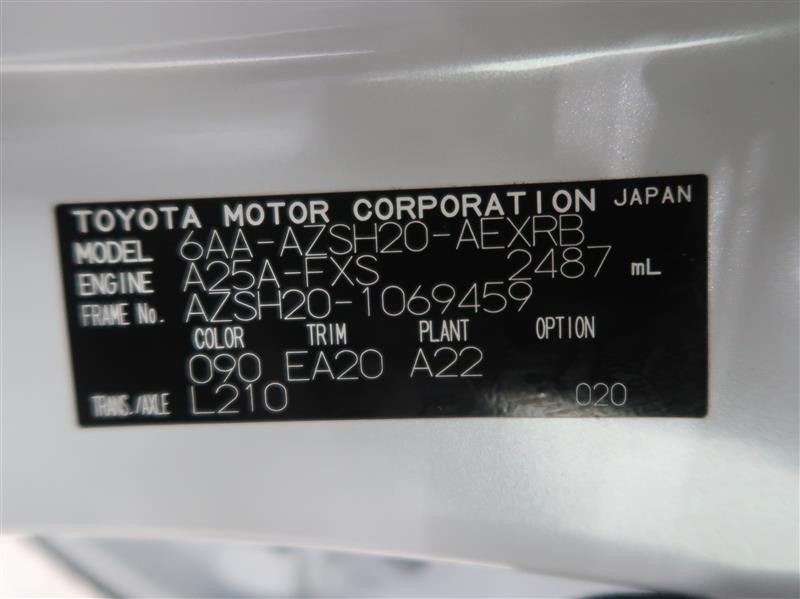 TOYOTA MOTOR CORPORATION JAPAN
MODEL 6AA-AZSH20-AEXRB
ENGINE A25A-FXS 2487 mL
FRAME No. AZSH20-1069459
COLOR TRIM PLANT OPTION
090 EA20 A22
TRANS./AXLE L210 020